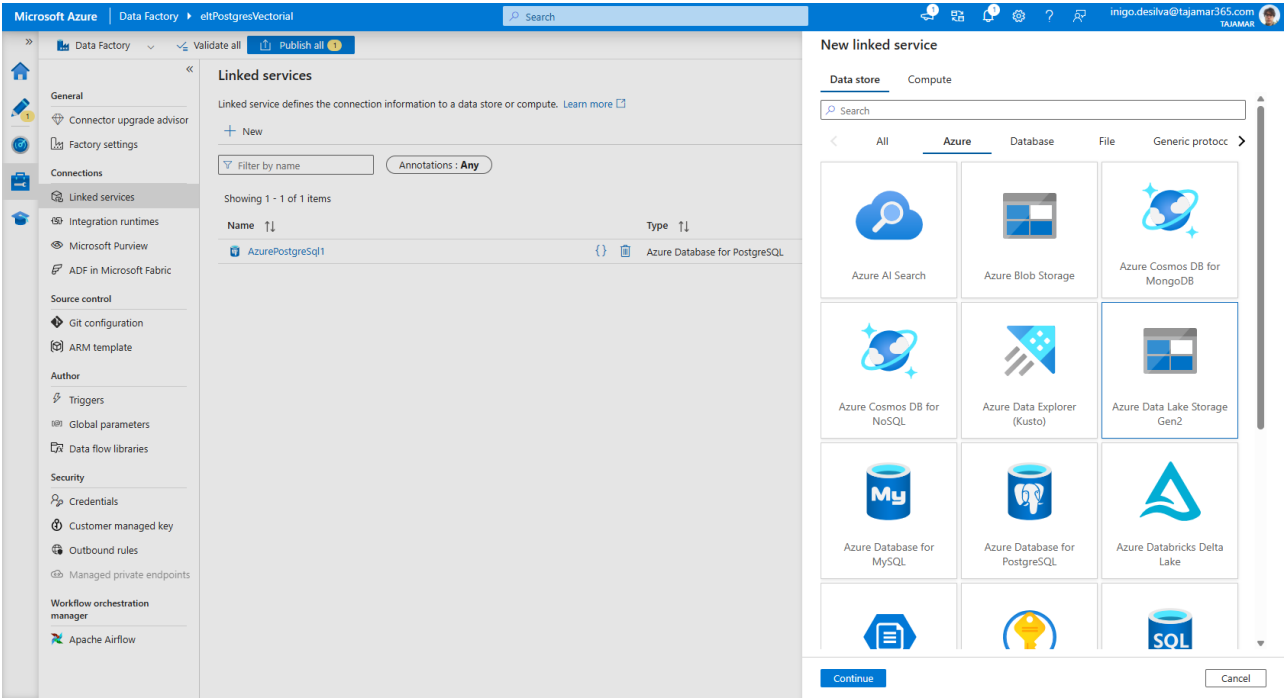 Microsoft Azure
Data Factory
eltPostgresVectorial
Search
1
1
inigo.desilva@tajamar365.com
TAJAMAR
Data Factory
Validate all
Publish all 1
1
General
Connector upgrade advisor
Factory settings
Connections
Linked services
Integration runtimes
Microsoft Purview
ADF in Microsoft Fabric
Source control
Git configuration
ARM template
Author
Triggers
Global parameters
Data flow libraries
Security
Credentials
Customer managed key
Outbound rules
Managed private endpoints
Workflow orchestration
manager
Apache Airflow
Linked services
Linked service defines the connection information to a data store or compute. Learn more
New
Filter by name
Annotations : Any
Showing 1 - 1 of 1 items
Name
Type
AzurePostgreSql1
Azure Database for PostgreSQL
New linked service
Data store
Compute
Search
All
Azure
Database
File
Generic protocc
Azure AI Search
Azure Blob Storage
Azure Cosmos DB for
MongoDB
Azure Cosmos DB for
NoSQL
Azure Data Explorer
(Kusto)
Azure Data Lake Storage
Gen2
My
Azure Database for
MySQL
Azure Database for
PostgreSQL
Azure Databricks Delta
Lake
SQL
Continue
Cancel